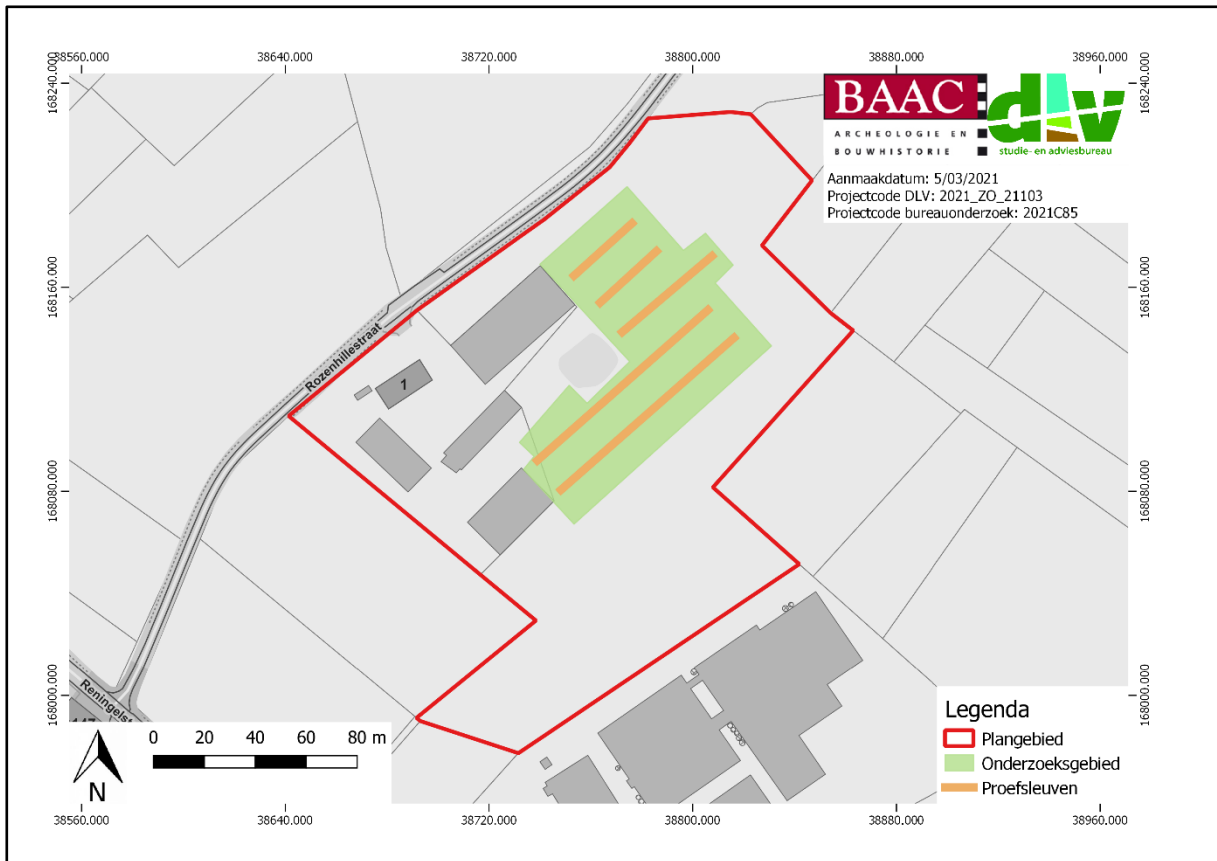 38560.000 38640.000 38720.000 38800.000 38880.000 38960.000
168240.000 168240.000
BAAC
ARCHEOLOGIE EN
BOUWHISTORIE
dlv
studie- en adviesbureau
Aanmaakdatum: 5/03/2021
Projectcode DLV: 2021_ZO_21103
Projectcode bureauonderzoek: 2021C85
168160.000 168160.000
Rozenhillestraat
1
168080.000 168080.000
Reningelst
168000.000 168000.000
0 20 40 60 80 m
N
Legenda
Plangebied
Onderzoeksgebied
Proefsleuven
38560.000 38640.000 38720.000 38800.000 38880.000 38960.000